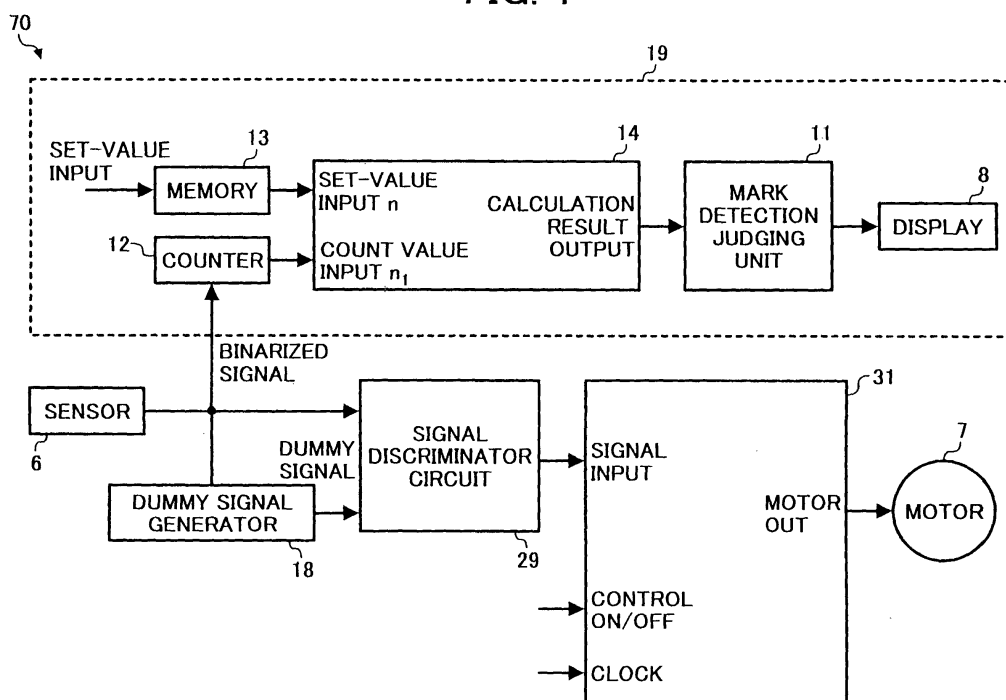 70
19
SET-VALUE
INPUT
13
MEMORY
12
COUNTER
14
SET-VALUE
INPUT n
COUNT VALUE
INPUT n1
CALCULATION
RESULT
OUTPUT
11
MARK
DETECTION
JUDGING
UNIT
8
DISPLAY
BINARIZED
SIGNAL
SENSOR
6
DUMMY
SIGNAL
DUMMY SIGNAL
GENERATOR
18
SIGNAL
DISCRIMINATOR
CIRCUIT
29
31
SIGNAL
INPUT
MOTOR
OUT
7
MOTOR
CONTROL
ON/OFF
CLOCK